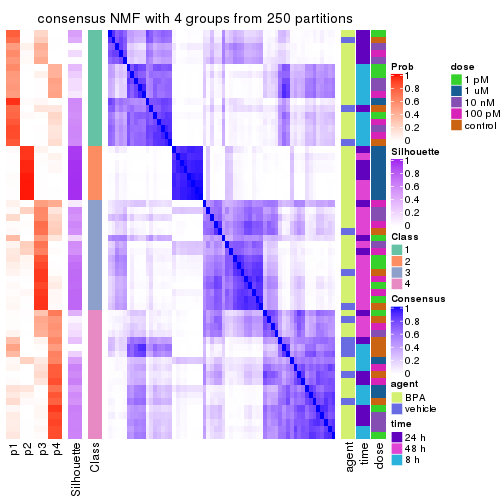 consensus NMF with 4 groups from 250 partitions
Prob
1
0.8
0.6
0.4
0.2
0
dose
1 pM
1 uM
10 nM
100 pM
control
Silhouette
1
0.8
0.6
0.4
0.2
0
Class
1
2
3
4
Consensus
1
0.8
0.6
0.4
0.2
0
agent
BPA
vehicle
time
24 h
48 h
8 h
p1
p2
p3
p4
Silhouette
Class
agent
time
dose